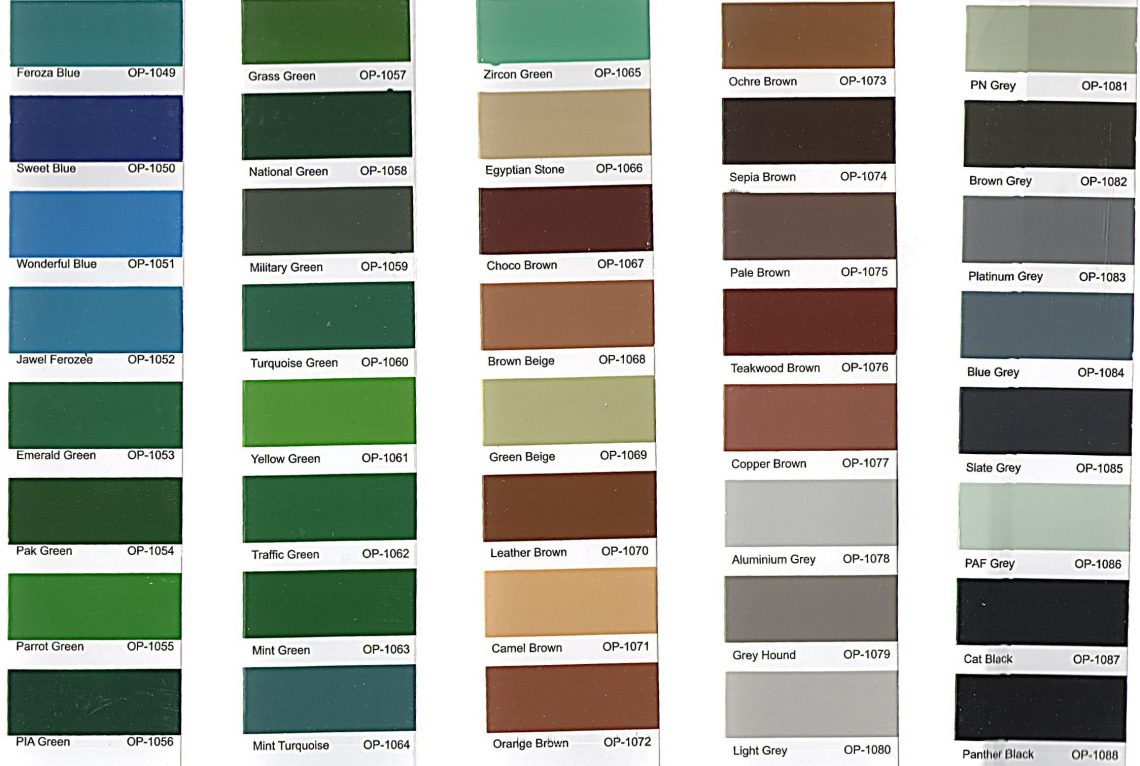 Feroza Blue OP-1049
Sweet Blue OP-1050
Wonderful Blue OP-1051
Jawel Ferozee OP-1052
Emerald Green OP-1053
Pak Green OP-1054
Parrot Green OP-1055
PIA Green OP-1056
Grass Green OP-1057
National Green OP-1058
Military Green OP-1059
Turquoise Green OP-1060
Yellow Green OP-1061
Traffic Green OP-1062
Mint Green OP-1063
Mint Turquoise OP-1064
Zircon Green OP-1065
Egyptian Stone OP-1066
Choco Brown OP-1067
Brown Beige OP-1068
Green Beige OP-1069
Leather Brown OP-1070
Camel Brown OP-1071
Orange Brown OP-1072
Ochre Brown OP-1073
Sepia Brown OP-1074
Pale Brown OP-1075
Teakwood Brown OP-1076
Copper Brown OP-1077
Aluminium Grey OP-1078
Grey Hound OP-1079
Light Grey OP-1080
PN Grey OP-1081
Brown Grey OP-1082
Platinum Grey OP-1083
Blue Grey OP-1084
Slate Grey OP-1085
PAF Grey OP-1086
Cat Black OP-1087
Panther Black OP-1088